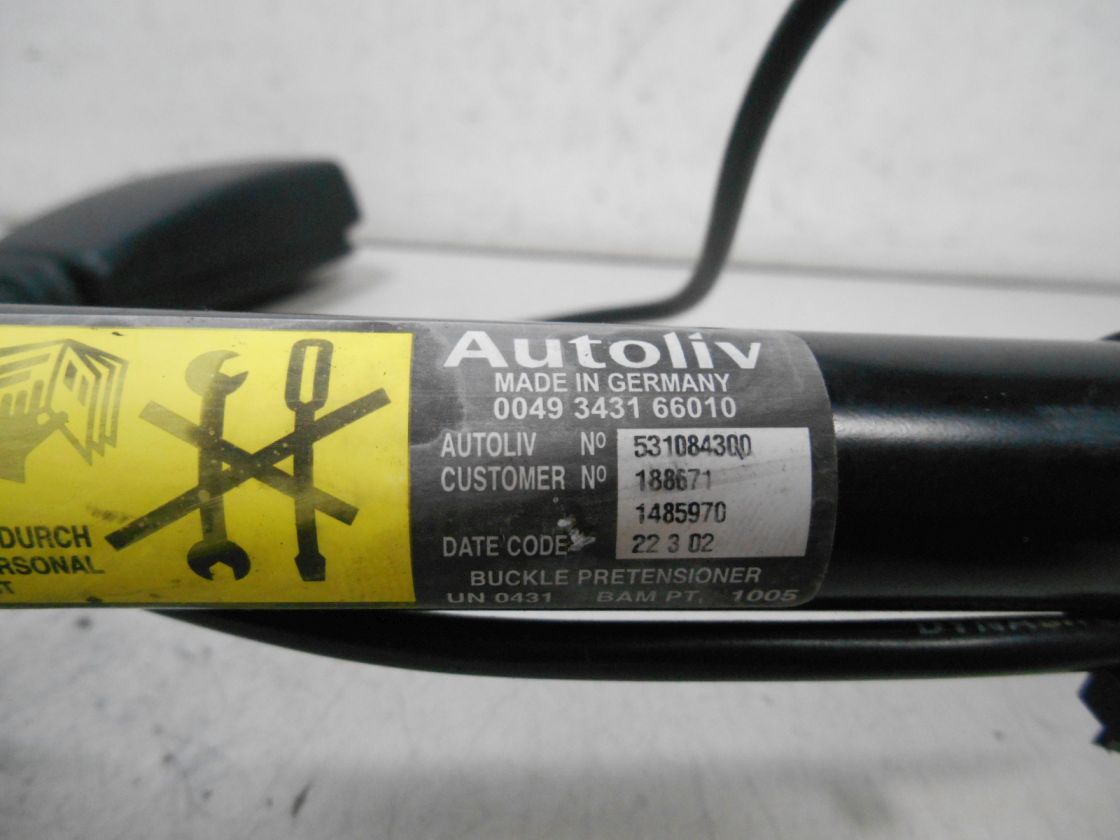 DURCH
Autoliv
MADE IN GERMANY
0049 3431 66010
AUTOLIV Nº 531084300
CUSTOMER Nº 188671
1485970
DATE CODE 22 3 02
BUCKLE PRETENSIONER
UN 0431 BAM PT, 1005